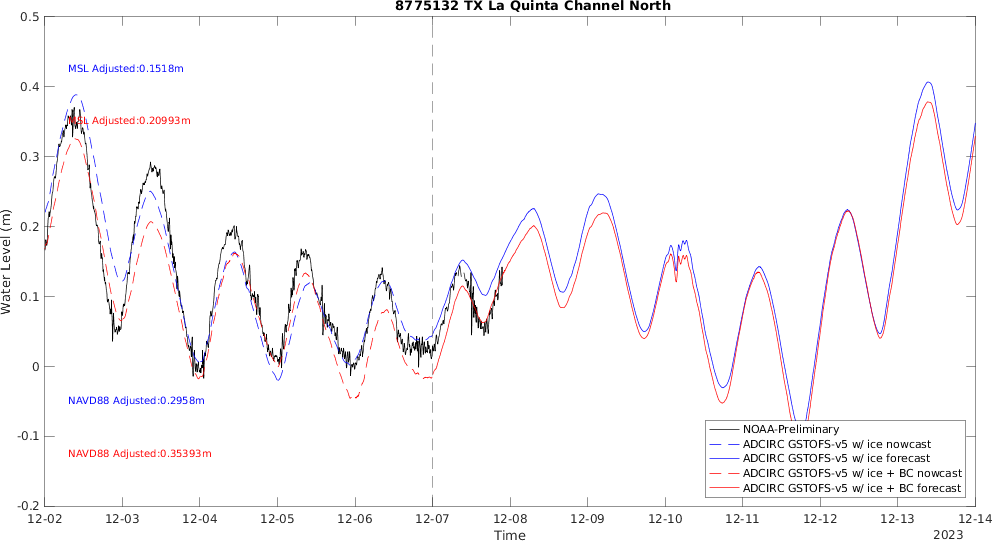 8775132 TX La Quinta Channel North
0.5
0.4
0.3
0.2
0.1
0
-0.1
-0.2
Water Level (m)
MSL Adjusted:0.1518m
MSL Adjusted:0.20993m
NAVD88 Adjusted:0.2958m
NAVD88 Adjusted:0.35393m
NOAA-Preliminary
ADCIRC GSTOFS-v5 w/ ice nowcast
ADCIRC GSTOFS-v5 w/ ice forecast
ADCIRC GSTOFS-v5 w/ ice + BC nowcast
ADCIRC GSTOFS-v5 w/ ice + BC forecast
12-02 12-03 12-04 12-05 12-06 12-07 12-08 12-09 12-10 12-11 12-12 12-13 12-14
Time
2023